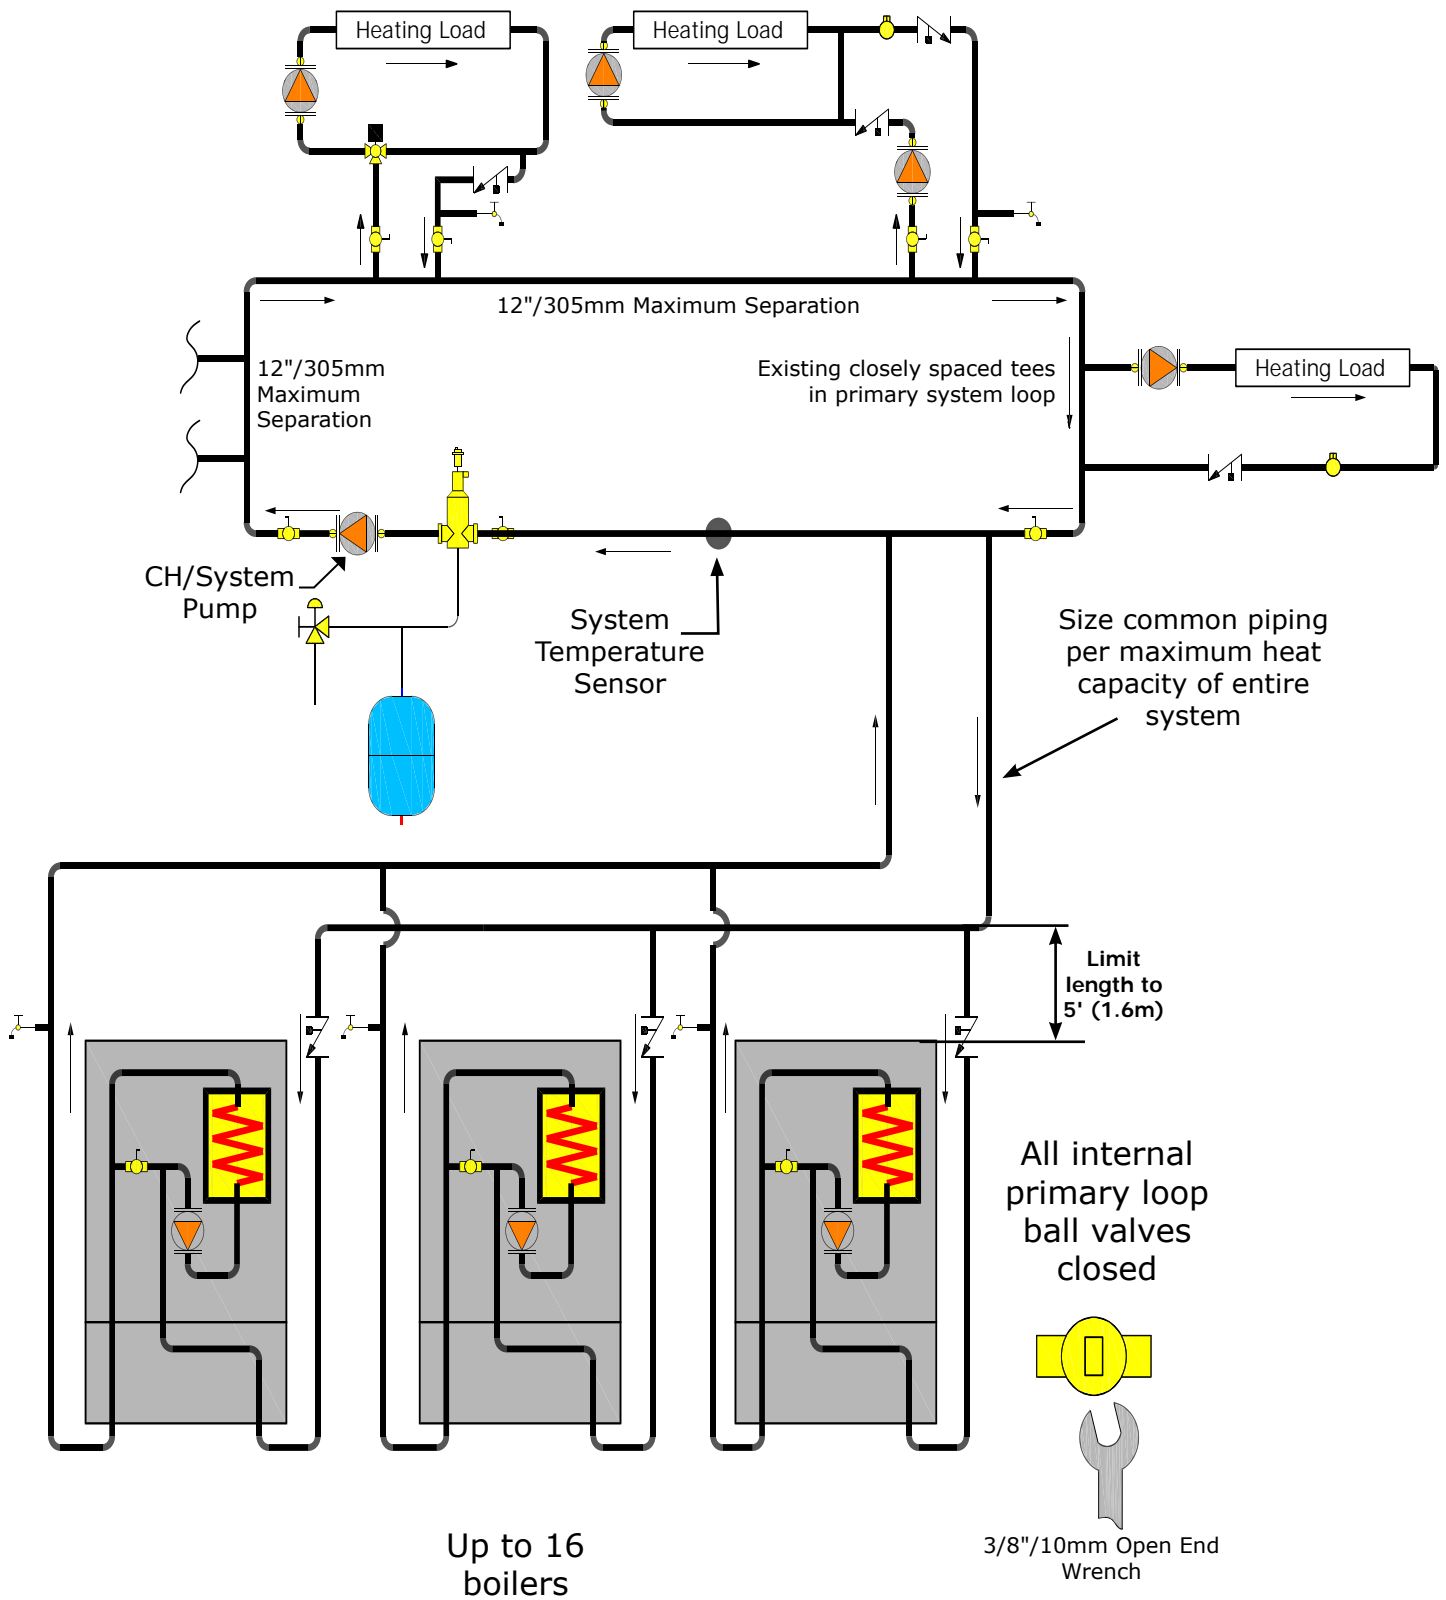 Heating Load
Heating Load
12"/305mm Maximum Separation
12"/305mm
Maximum
Separation
Existing closely spaced tees
in primary system loop
Heating Load
CH/System
Pump
System
Temperature
Sensor
Size common piping
per maximum heat
capacity of entire
system
Limit
length to
5' (1.6m)
All internal
primary loop
ball valves
closed
3/8"/10mm Open End
Wrench
Up to 16
boilers